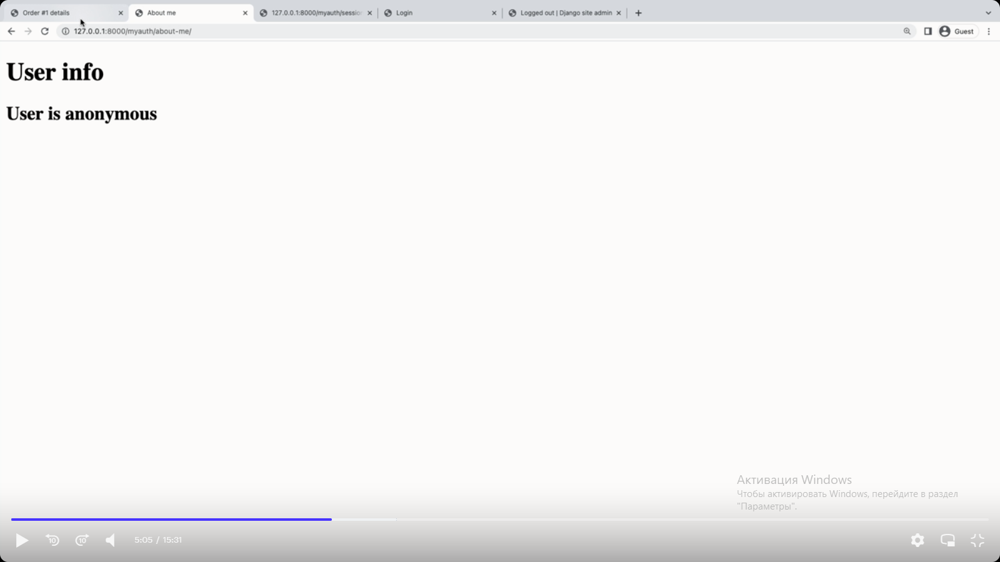 Order #1 details
About me
127.0.0.1:8000/myauth/sessio
Login
Logged out | Django site admin
127.0.0.1:8000/myauth/about-me/
Guest
User info
User is anonymous
Активация Windows
Чтобы активировать Windows, перейдите в раздел
"Параметры".
10
10
5:05 / 15:31